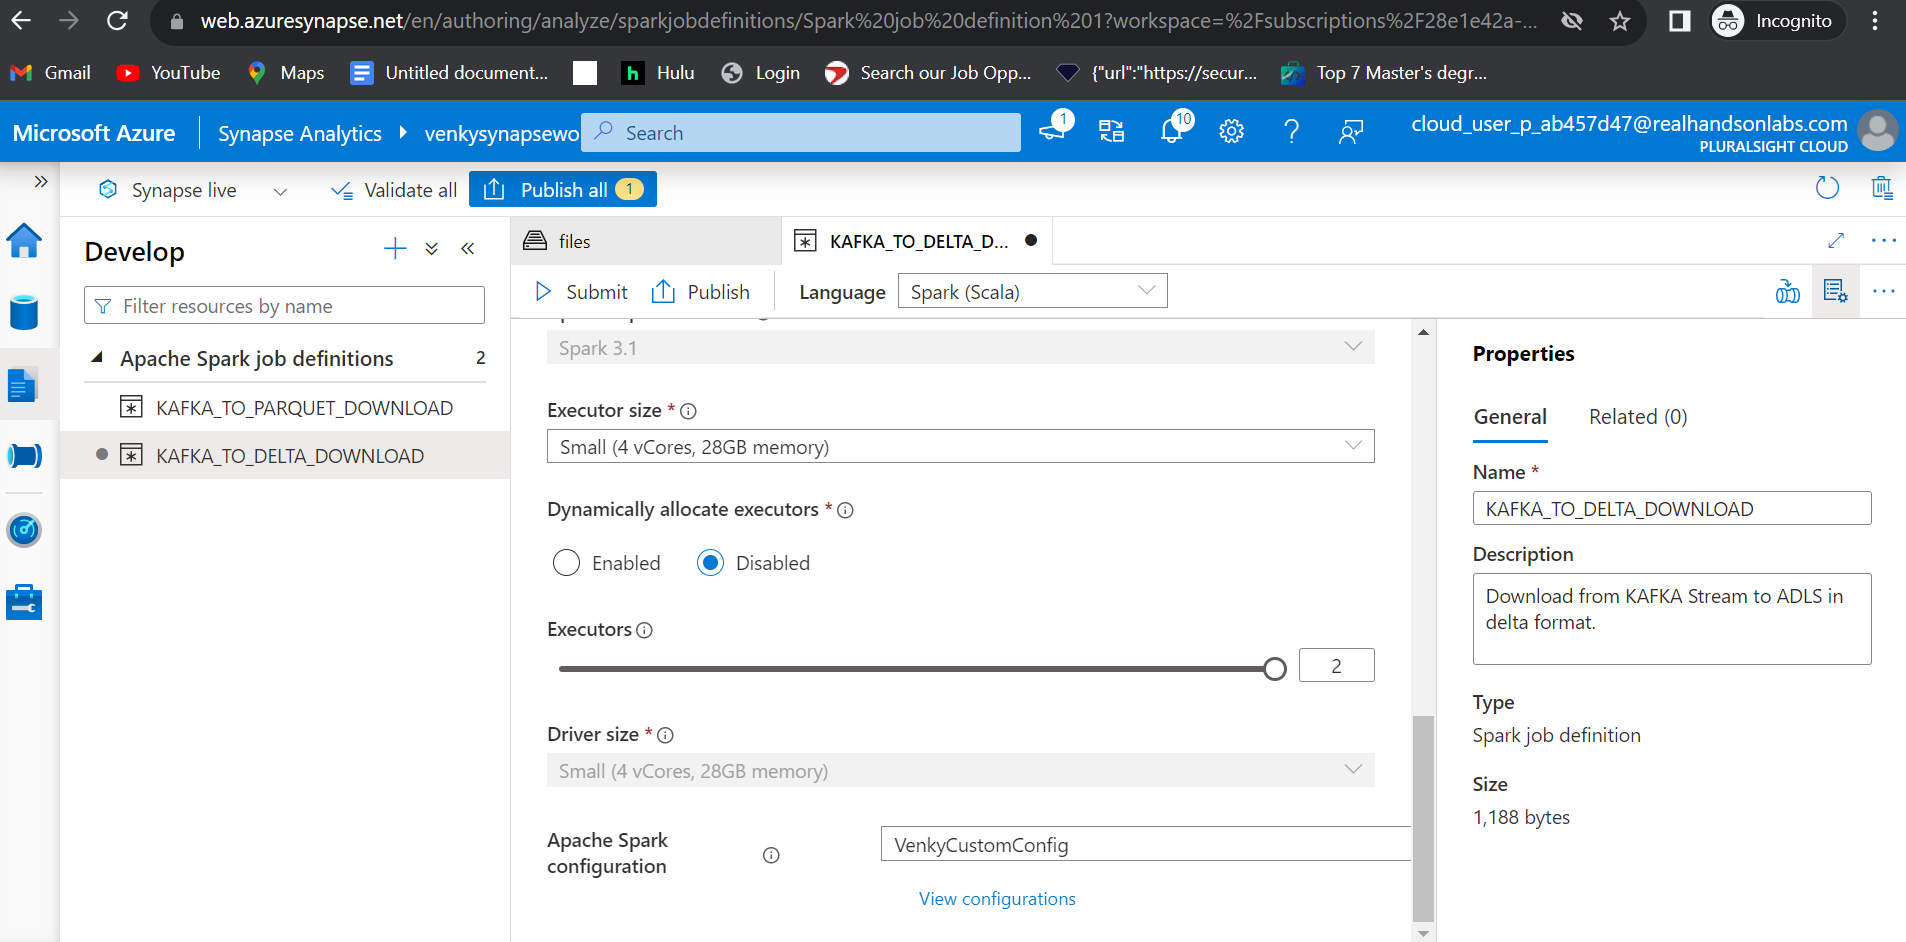 web.azuresynapse.net/en/authoring/analyze/sparkjobdefinitions/Spark%20job%20definition%201?workspace=%2Fsubscriptions%2F28e1e42a-...
Incognito
Gmail
YouTube
Maps
Untitled document...
h
Hulu
Login
Search our Job Opp...
{"url":"https://secur...
Top 7 Master's degr...
Microsoft Azure
Synapse Analytics
venkysynapsewo
Search
1
10
?
cloud_user_p_ab457d47@realhandsonlabs.com
PLURALSIGHT CLOUD
Synapse live
Validate all
Publish all 1
Develop
files
KAFKA_TO_DELTA_D...
Submit
Publish
Language
Spark (Scala)
Filter resources by name
Apache Spark job definitions 2
KAFKA_TO_PARQUET_DOWNLOAD
KAFKA_TO_DELTA_DOWNLOAD
Spark 3.1
Executor size *
Small (4 vCores, 28GB memory)
Dynamically allocate executors *
Enabled
Disabled
Executors
2
Driver size *
Small (4 vCores, 28GB memory)
Apache Spark
configuration
VenkyCustomConfig
View configurations
Properties
General
Related (0)
Name *
KAFKA_TO_DELTA_DOWNLOAD
Description
Download from KAFKA Stream to ADLS in
delta format.
Type
Spark job definition
Size
1,188 bytes